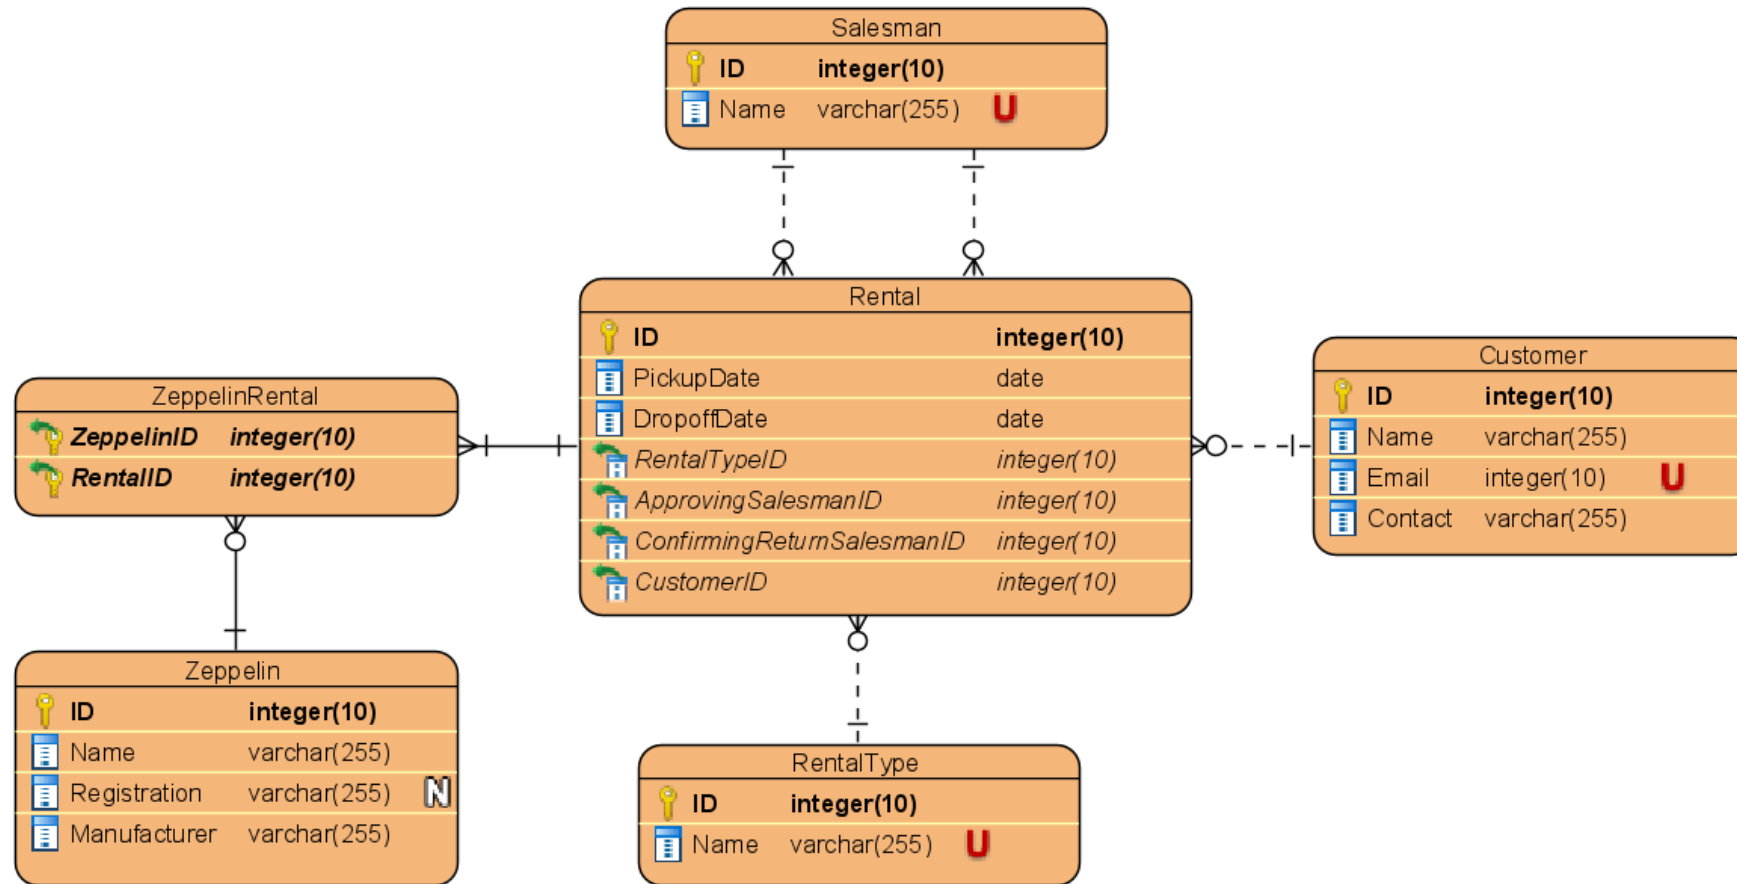 Salesman
ID integer(10)
Name varchar(255) U
Rental
ID integer(10)
PickupDate date
DropoffDate date
RentalTypeID integer(10)
ApprovingSalesmanID integer(10)
ConfirmingReturnSalesmanID integer(10)
CustomerID integer(10)
Customer
ID integer(10)
Name varchar(255)
Email integer(10) U
Contact varchar(255)
ZeppelinRental
ZeppelinID integer(10)
RentalID integer(10)
Zeppelin
ID integer(10)
Name varchar(255)
Registration varchar(255) N
Manufacturer varchar(255)
RentalType
ID integer(10)
Name varchar(255) U